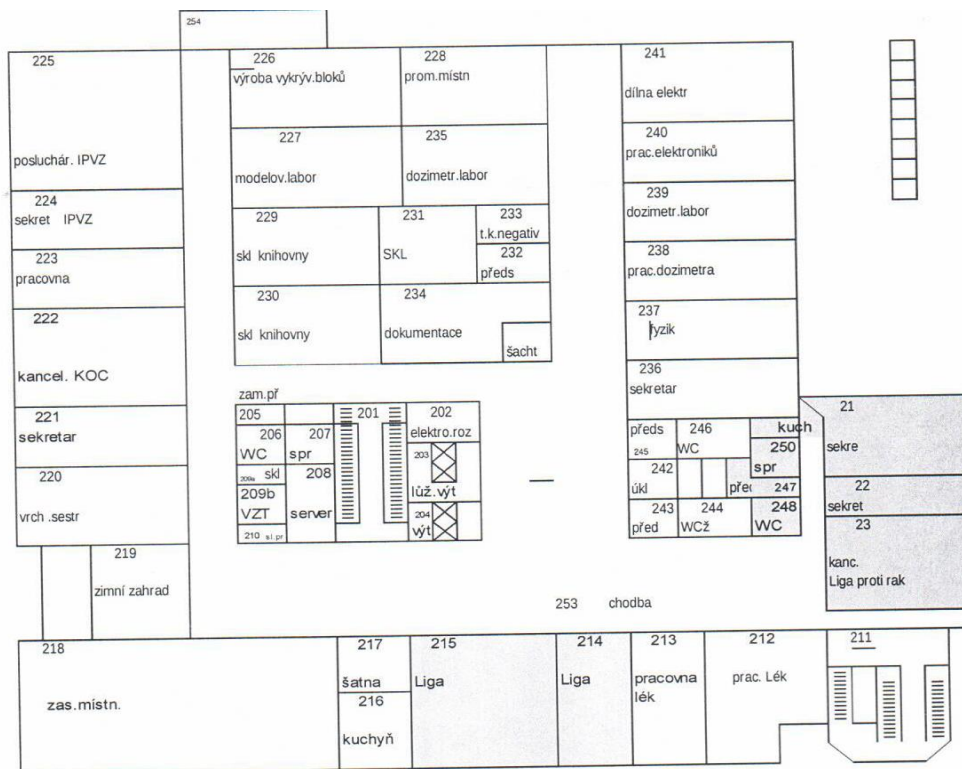 254
225
posluchár. IPVZ
224
sekret IPVZ
223
pracovna
222
kancel. KOC
221
sekretar
220
vrch .sestr
219
zimní zahrad
226
výroba vykrýv.bloků
228
prom.místn
227
modelov.labor
235
dozimetr.labor
229
skl knihovny
231
SKL
233
t.k.negativ
232
předs
230
skl knihovny
234
dokumentace
šacht
241
dílna elektr
240
prac.elektroniků
239
dozimetr.labor
238
prac.dozimetra
237
fyzik
236
sekretar
zam.př
205
201
202
elektro.roz
206
WC
207
spr
203
lůž.výt
209a skl
208
server
209b
VZT
204
výt
210 sl.pr
předs
245
246
WC
kuch
250
spr
242
úkl
před
247
243
před
244
WCž
248
WC
21
sekre
22
sekret
23
kanc.
Liga proti rak
253 chodba
218
zas.místn.
217
šatna
216
kuchyň
215
Liga
214
Liga
213
pracovna
lék
212
prac. Lék
211